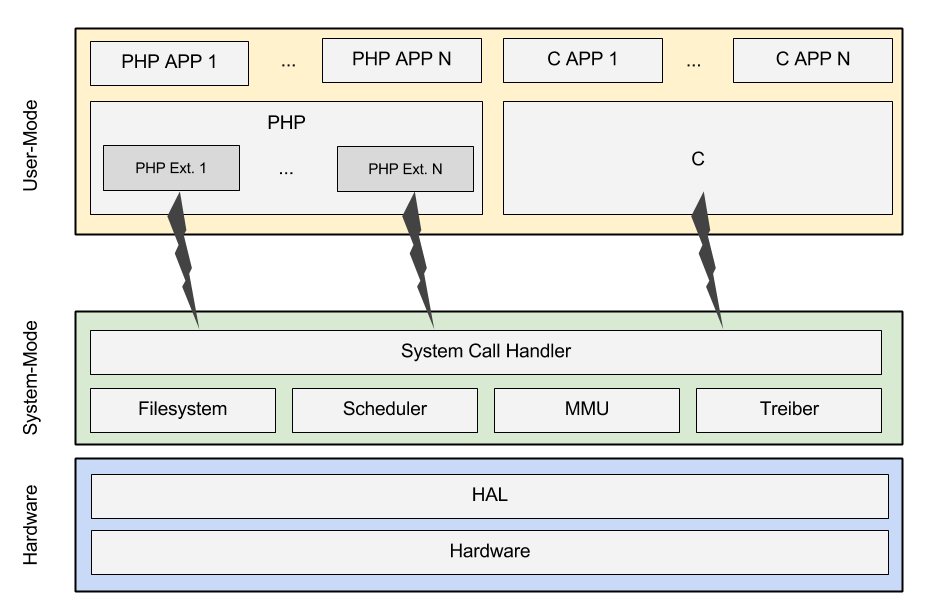 User-Mode
PHP APP 1
...
PHP APP N
C APP 1
...
C APP N
PHP
PHP Ext. 1
...
PHP Ext. N
C
System-Mode
System Call Handler
Filesystem
Scheduler
MMU
Treiber
Hardware
HAL
Hardware